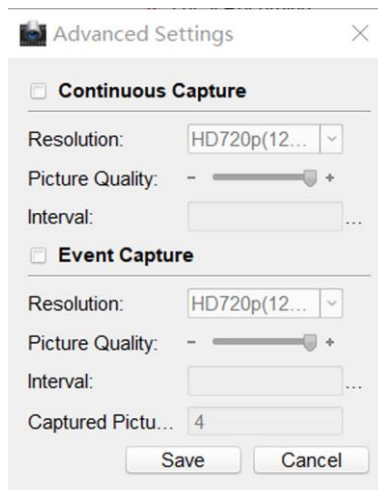 Advanced Settings
Continuous Capture
Resolution: HD720p(12...
Picture Quality: - +
Interval: ...
Event Capture
Resolution: HD720p(12...
Picture Quality: - +
Interval: ...
Captured Pictu... 4
Save Cancel